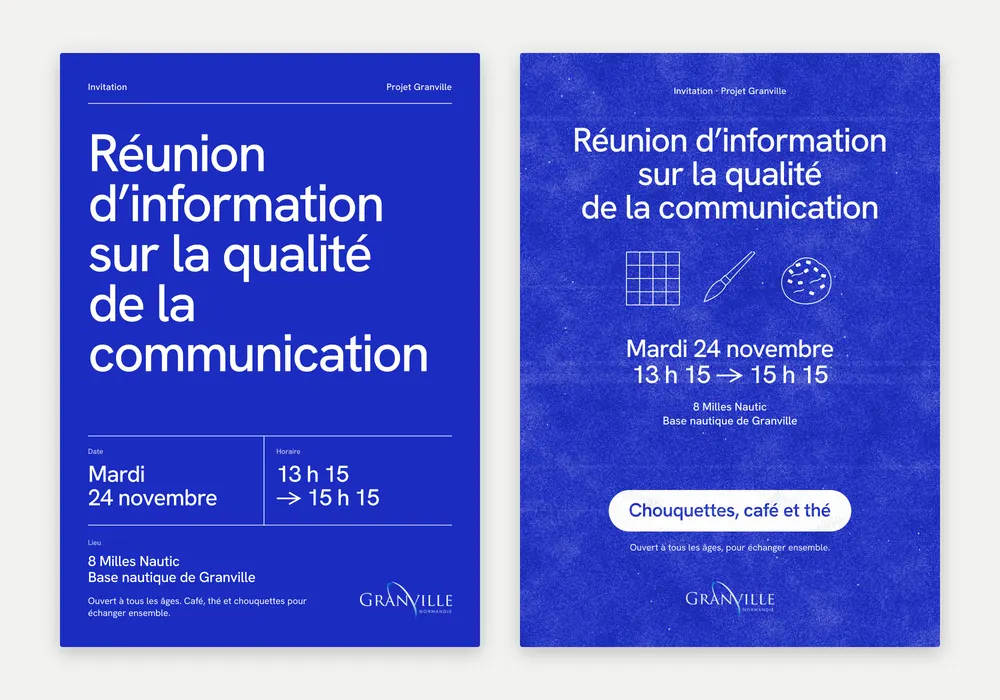 Invitation
Projet Granville
Réunion
d’information
sur la qualité
de la
communication
Date
Mardi
24 novembre
Horaire
13 h 15
→ 15 h 15
Lieu
8 Milles Nautic
Base nautique de Granville
Ouvert à tous les âges. Café, thé et chouquettes pour
échanger ensemble.
GRANVILLE
NORMANDIE
Invitation · Projet Granville
Réunion d’information
sur la qualité
de la communication
Mardi 24 novembre
13 h 15 → 15 h 15
8 Milles Nautic
Base nautique de Granville
Chouquettes, café et thé
Ouvert à tous les âges, pour échanger ensemble.
GRANVILLE
NORMANDIE